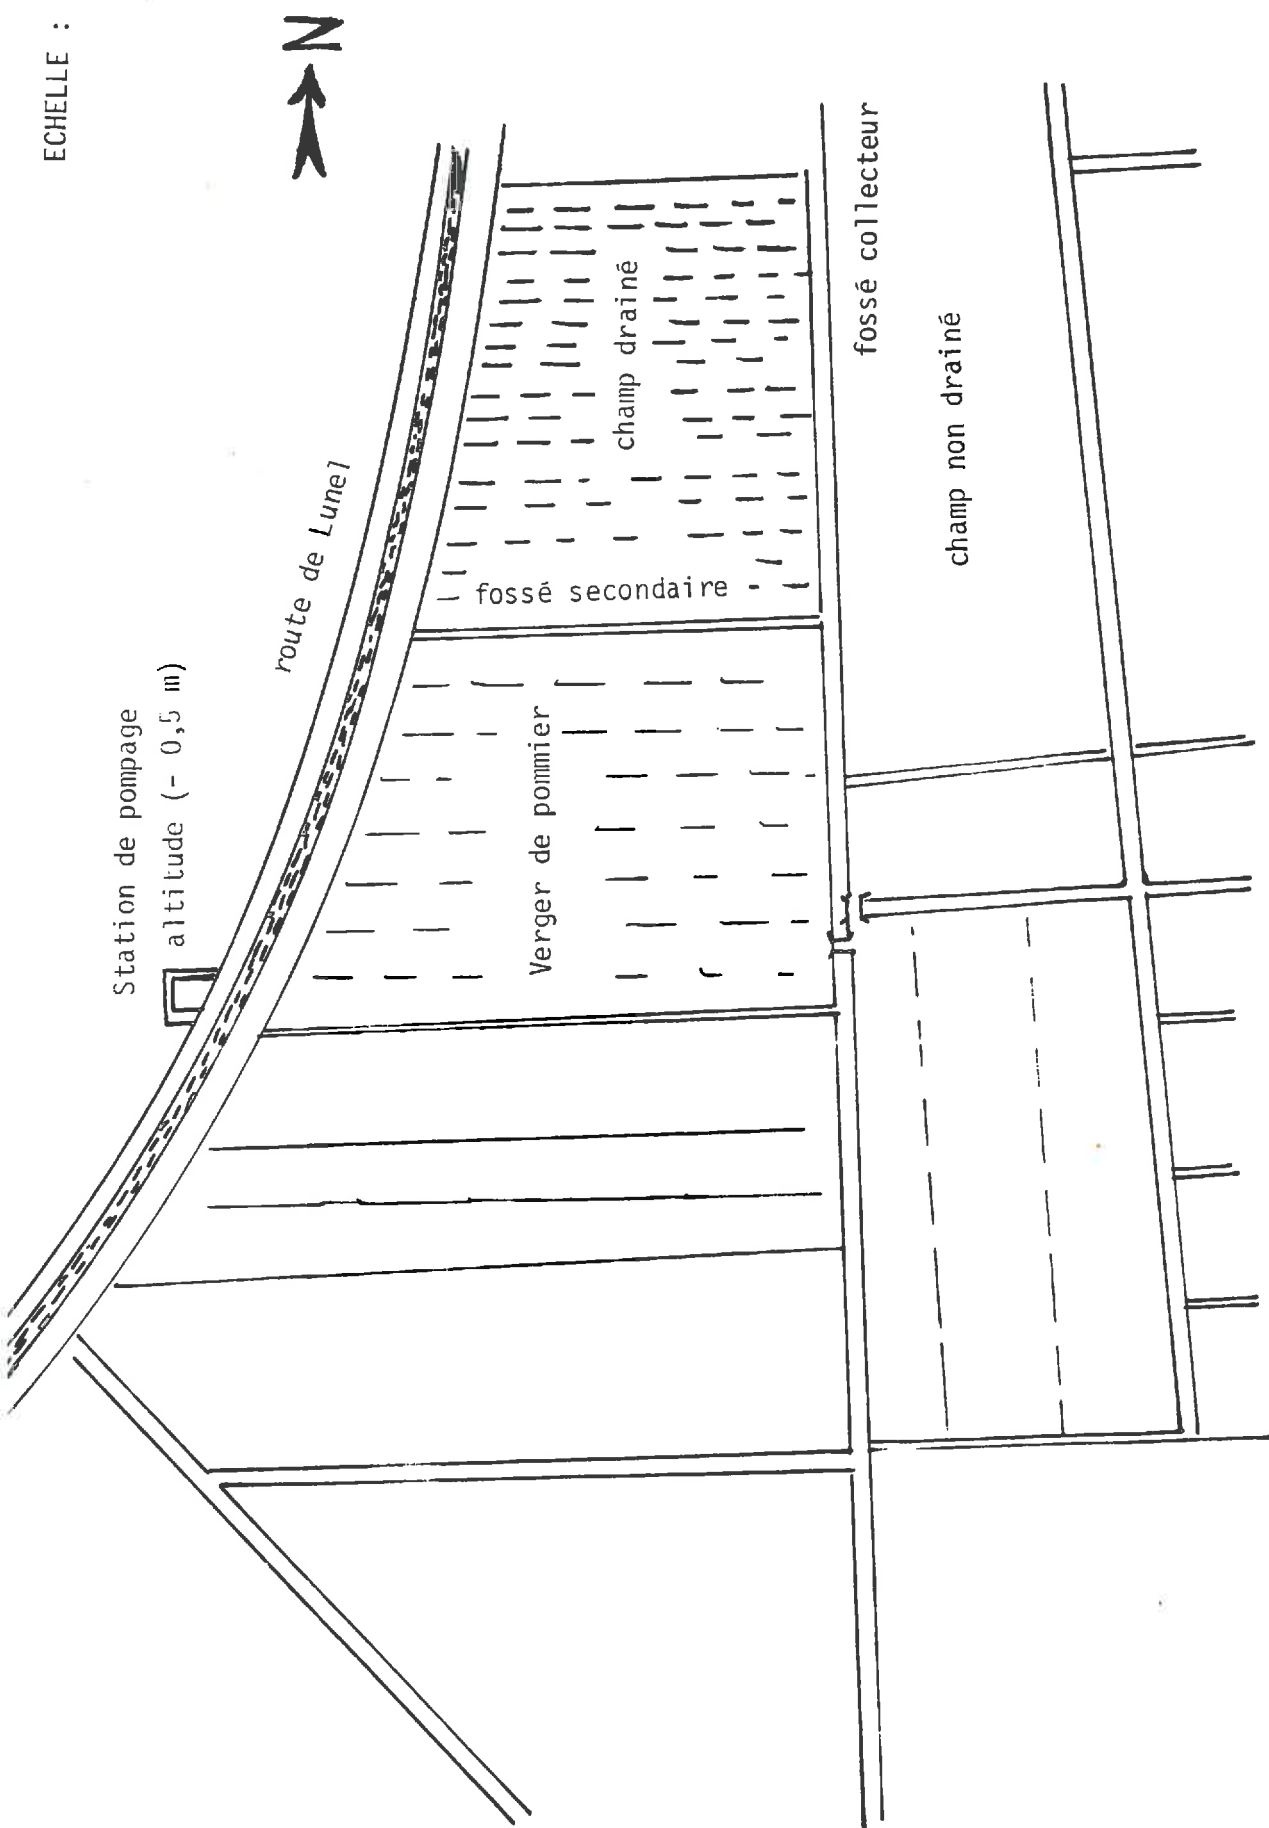 ECHELLE :
N
route de Lunel
Station de pompage
altitude (- 0,5 m)
champ drainé
fossé secondaire
Verger de pommier
fossé collecteur
champ non drainé